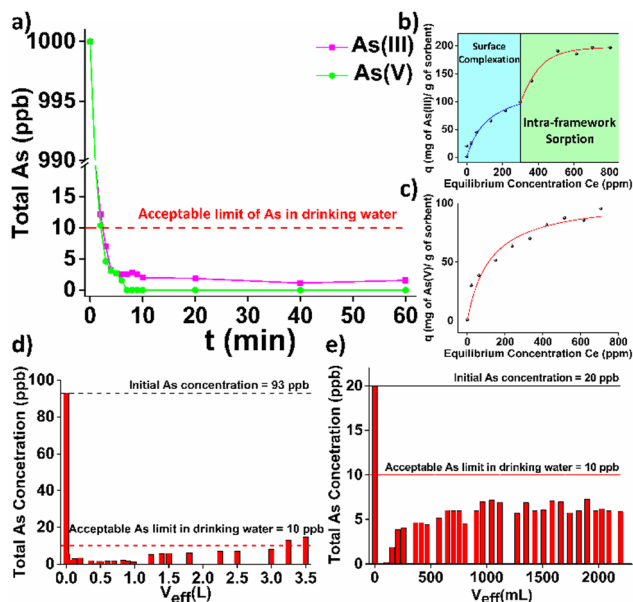 a)
1000
995
990
15
10
5
0
Total As (ppb)
As(III)
As(V)
Acceptable limit of As in drinking water
0 10 20 30 40 50 60
t (min)
b)
200
150
100
50
0
q (mg of As(III)/ g of sorbent)
Surface
Complexation
Intra-framework
Sorption
0 200 400 600 800
Equilibrium Concentration Ce (ppm)
c)
100
50
0
q (mg of As(V)/ g of sorbent)
0 200 400 600 800
Equilibrium Concentration Ce (ppm)
d)
100
80
60
40
20
0
Total As Concetration (ppb)
Initial As concentration = 93 ppb
Acceptable As limit in drinking water = 10 ppb
0.0 0.5 1.0 1.5 2.0 2.5 3.0 3.5
Veff(L)
e)
20
15
10
5
0
Total As Concetration (ppb)
Initial As concentration = 20 ppb
Acceptable As limit in drinking water = 10 ppb
0 500 1000 1500 2000
Veff(mL)